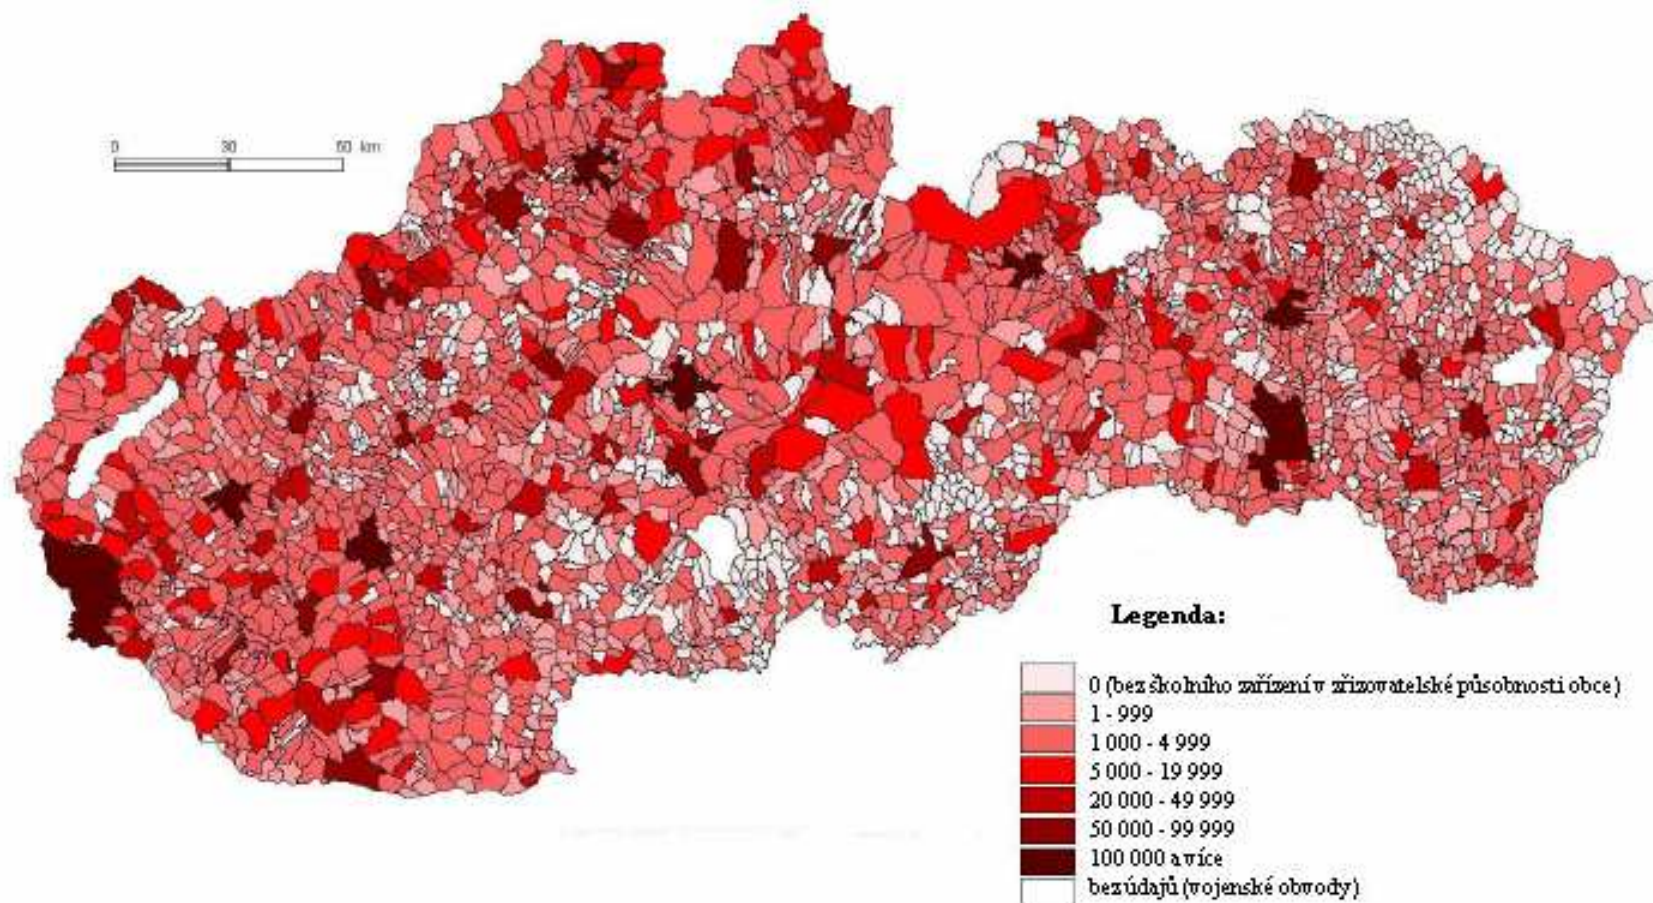 0 30 60 km
Legenda:
0 (bez školního zařízení v zřizovatelské působnosti obce)
1 - 999
1 000 - 4 999
5 000 - 19 999
20 000 - 49 999
50 000 - 99 999
100 000 a více
bez údajů (vojenské obvody)